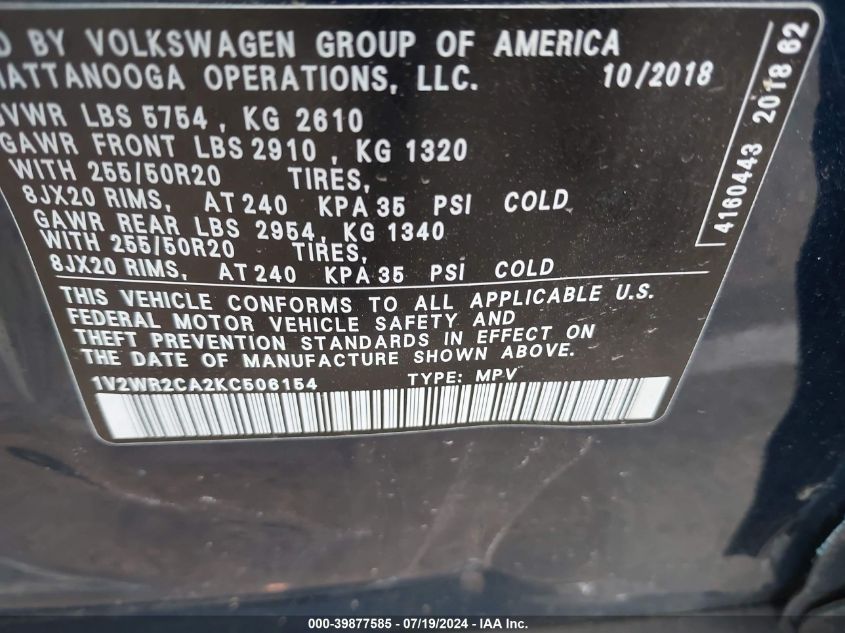 D BY VOLKSWAGEN GROUP OF AMERICA
HATTANOOGA OPERATIONS, LLC. 10/2018
GVWR LBS 5754 , KG 2610
GAWR FRONT LBS 2910 , KG 1320
WITH 255/50R20 TIRES,
8JX20 RIMS, AT 240 KPA 35 PSI COLD
GAWR REAR LBS 2954, KG 1340
WITH 255/50R20 TIRES,
8JX20 RIMS, AT 240 KPA 35 PSI COLD
THIS VEHICLE CONFORMS TO ALL APPLICABLE U.S.
FEDERAL MOTOR VEHICLE SAFETY AND
THEFT PREVENTION STANDARDS IN EFFECT ON
THE DATE OF MANUFACTURE SHOWN ABOVE.
1V2WR2CA2KC506154 TYPE: MPV
4160443 2018 62
000-39877585 - 07/19/2024 - IAA Inc.